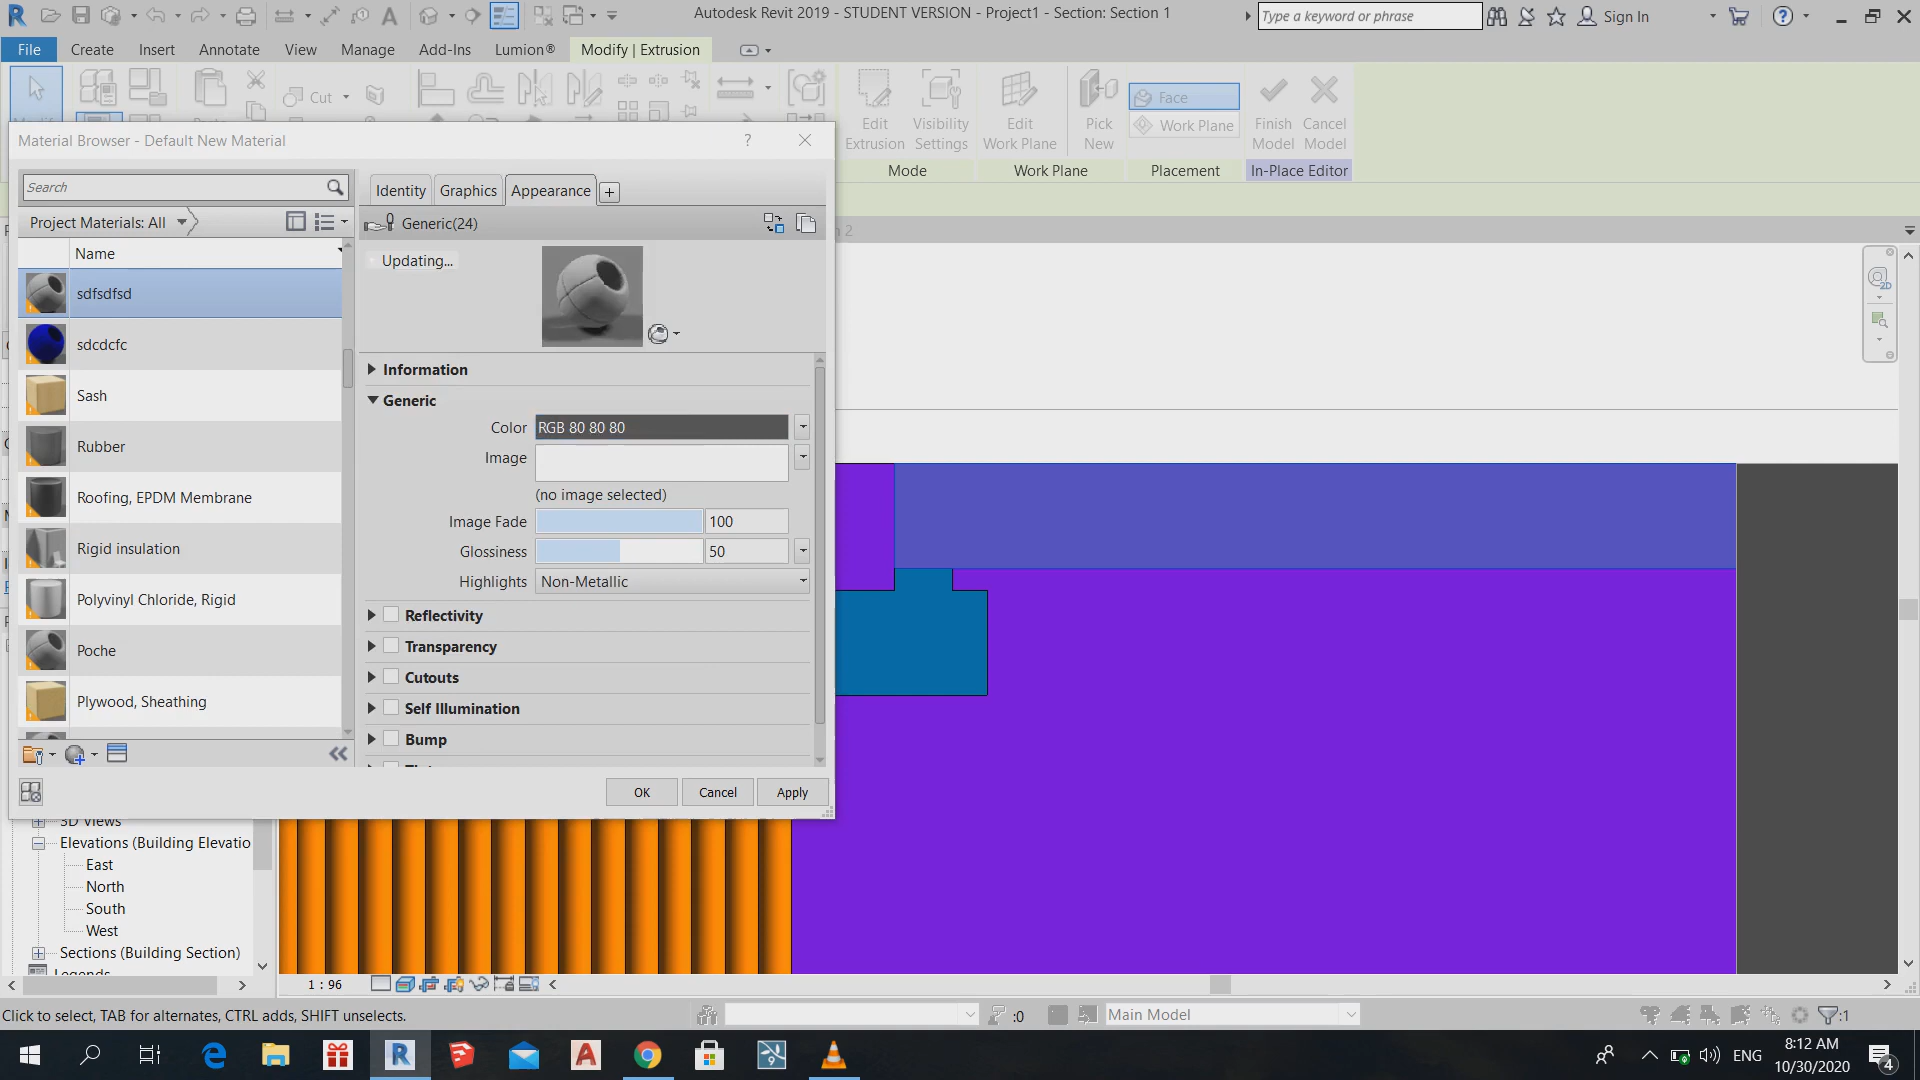 Autodesk Revit 2019 - STUDENT VERSION - Project1 - Section: Section 1
Type a keyword or phrase
Sign In
File Create Insert Annotate View Manage Add-Ins Lumion® Modify | Extrusion
Cut
Edit Extrusion
Visibility Settings
Edit Work Plane
Pick New
Face
Work Plane
Finish Model
Cancel Model
Mode Work Plane Placement In-Place Editor
Material Browser - Default New Material
?
Search
Project Materials: All
Name
sdfsdfsd
sdcdcfc
Sash
Rubber
Roofing, EPDM Membrane
Rigid insulation
Polyvinyl Chloride, Rigid
Poche
Plywood, Sheathing
Identity Graphics Appearance +
Generic(24)
Updating...
Information
Generic
Color RGB 80 80 80
Image
(no image selected)
Image Fade 100
Glossiness 50
Highlights Non-Metallic
Reflectivity
Transparency
Cutouts
Self Illumination
Bump
OK Cancel Apply
2D
3D Views
Elevations (Building Elevatio
East
North
South
West
Sections (Building Section)
Legends
1 : 96
Click to select, TAB for alternates, CTRL adds, SHIFT unselects.
:0
Main Model
:1
ENG
8:12 AM
10/30/2020
4